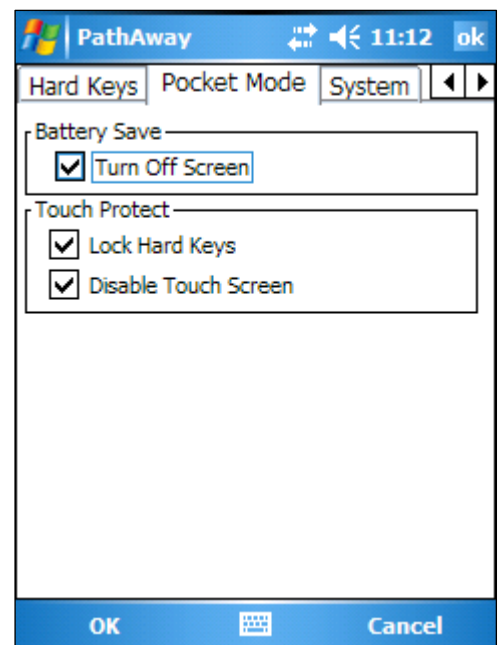 PathAway 11:12 ok
Hard Keys Pocket Mode System
Battery Save
Turn Off Screen
Touch Protect
Lock Hard Keys
Disable Touch Screen
OK Cancel